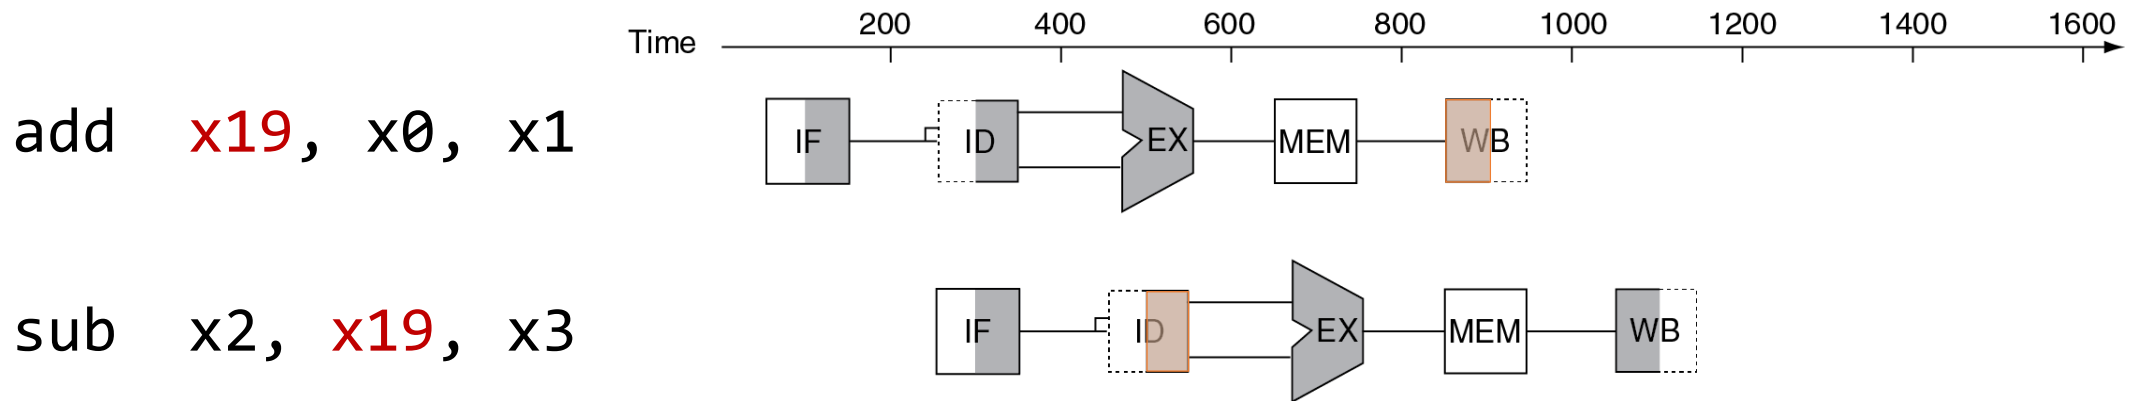 Time 200 400 600 800 1000 1200 1400 1600
add x19, x0, x1 IF ID EX MEM WB
sub x2, x19, x3 IF ID EX MEM WB